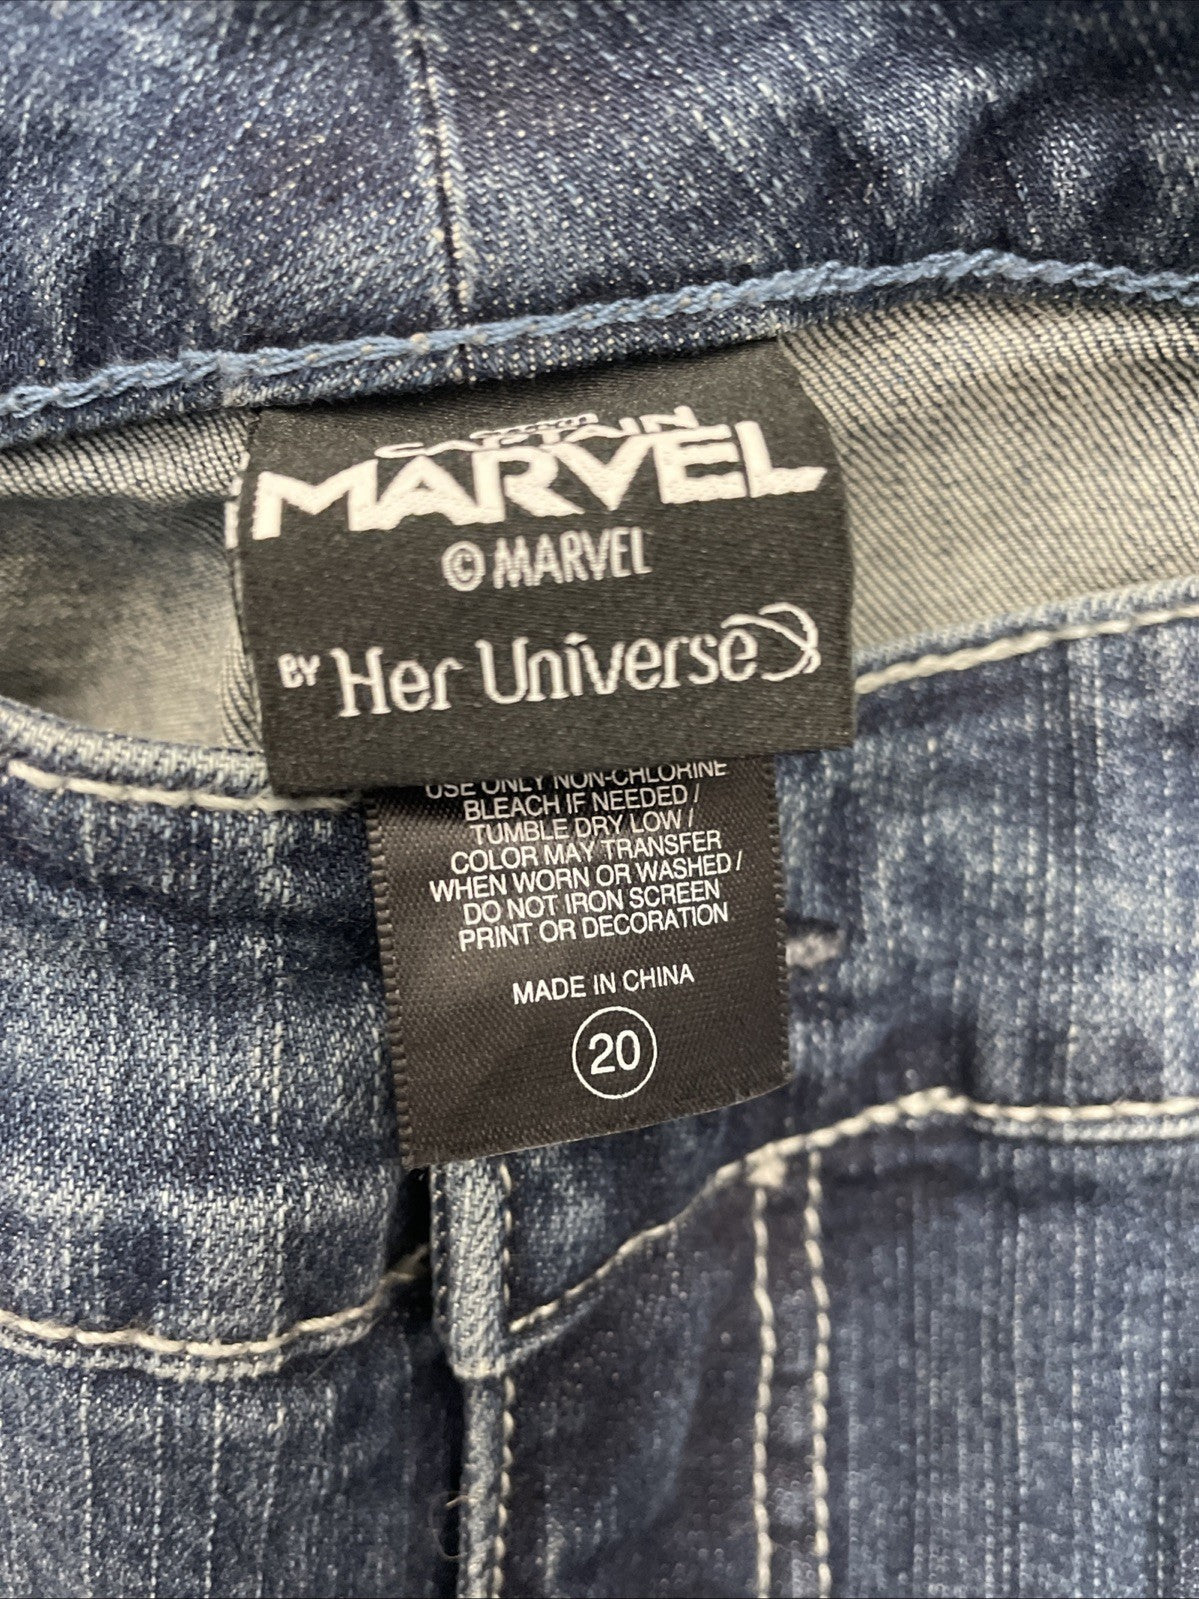 CAPTAIN
MARVEL
© MARVEL
BY Her Universe
USE ONLY NON-CHLORINE
BLEACH IF NEEDED /
TUMBLE DRY LOW /
COLOR MAY TRANSFER
WHEN WORN OR WASHED /
DO NOT IRON SCREEN
PRINT OR DECORATION
MADE IN CHINA
20